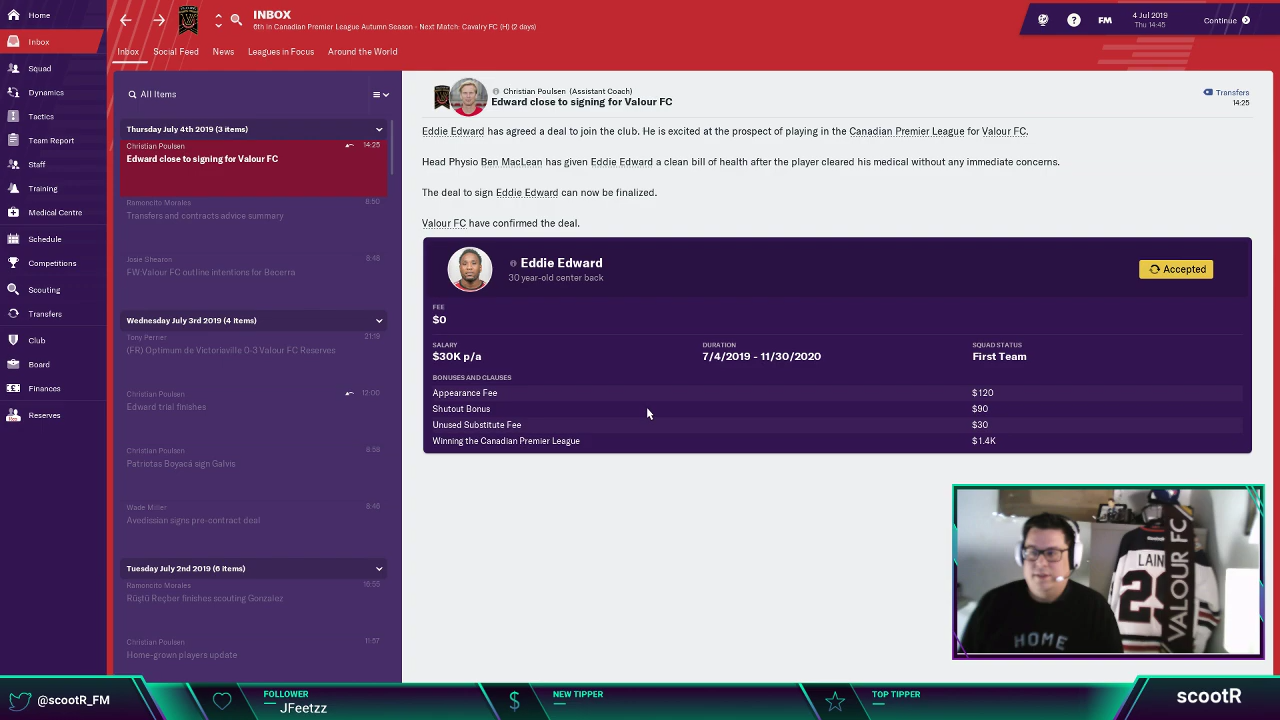 Home
Inbox
Squad
Dynamics
Tactics
Team Report
Staff
Training
Medical Centre
Schedule
Competitions
Scouting
Transfers
Club
Board
Finances
Reserves
INBOX
6th in Canadian Premier League Autumn Season - Next Match: Cavalry FC (H) (2 days)
FM
4 Jul 2019
Thu 14:45
Continue
Inbox
Social Feed
News
Leagues in Focus
Around the World
All Items
Thursday July 4th 2019 (3 items)
Christian Poulsen
14:25
Edward close to signing for Valour FC
Ramoncito Morales
8:50
Transfers and contracts advice summary
Josie Shearon
8:48
FW:Valour FC outline intentions for Becerra
Wednesday July 3rd 2019 (4 items)
Tony Perrier
21:19
(FR) Optimum de Victoriaville 0-3 Valour FC Reserves
Christian Poulsen
12:00
Edward trial finishes
Christian Poulsen
8:58
Patriotas Boyacá sign Galvis
Wade Miller
8:46
Avedissian signs pre-contract deal
Tuesday July 2nd 2019 (6 items)
Ramoncito Morales
16:55
Rüştü Reçber finishes scouting Gonzalez
Christian Poulsen
11:57
Home-grown players update
Christian Poulsen (Assistant Coach)
Edward close to signing for Valour FC
Transfers
14:25
Eddie Edward has agreed a deal to join the club. He is excited at the prospect of playing in the Canadian Premier League for Valour FC.
Head Physio Ben MacLean has given Eddie Edward a clean bill of health after the player cleared his medical without any immediate concerns.
The deal to sign Eddie Edward can now be finalized.
Valour FC have confirmed the deal.
Eddie Edward
30 year-old center back
Accepted
FEE
$0
SALARY
$30K p/a
DURATION
7/4/2019 - 11/30/2020
SQUAD STATUS
First Team
BONUSES AND CLAUSES
Appearance Fee $120
Shutout Bonus $90
Unused Substitute Fee $30
Winning the Canadian Premier League $1.4K
LAIN
2
VALOUR FC
HOME
@scootR_FM
FOLLOWER
JFeetzz
$
NEW TIPPER
TOP TIPPER
scootR